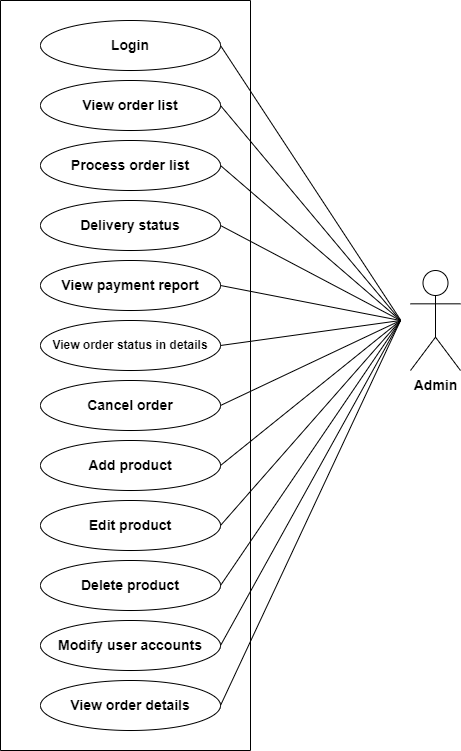 Login
View order list
Process order list
Delivery status
View payment report
View order status in details
Cancel order
Add product
Edit product
Delete product
Modify user accounts
View order details
Admin